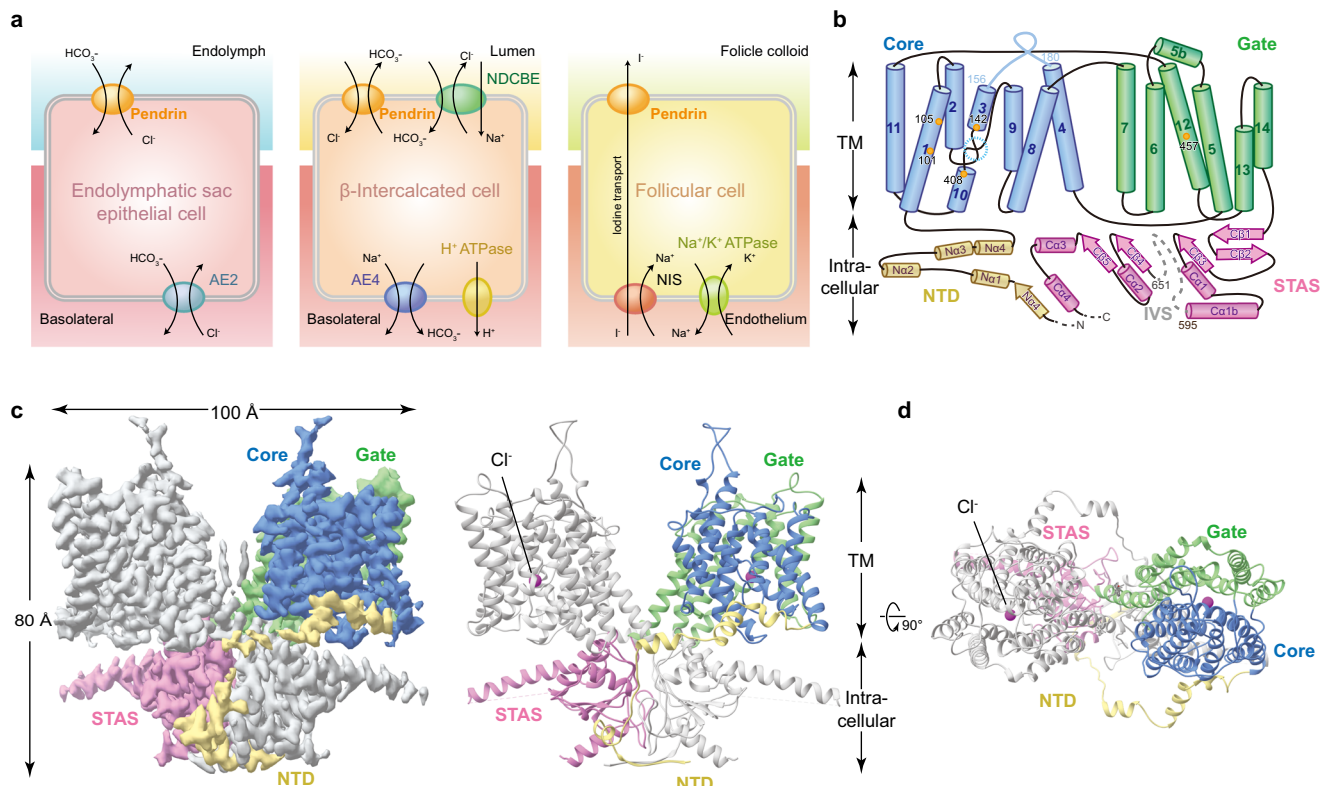 a
HCO₃⁻
Endolymph
Pendrin
Cl⁻
Endolymphatic sac
epithelial cell
HCO₃⁻
AE2
Basolateral
Cl⁻
HCO₃⁻
Cl⁻
Lumen
NDCBE
Pendrin
Cl⁻
HCO₃⁻
Na⁺
β-Intercalcated cell
H⁺ ATPase
Na⁺
AE4
Basolateral
HCO₃⁻
H⁺
I⁻
Folicle colloid
Pendrin
Iodine transport
Follicular cell
Na⁺/K⁺ ATPase
Na⁺
K⁺
NIS
Endothelium
I⁻
Na⁺
b
Core
Gate
TM
Intra-
cellular
180
156
5b
11
105
1
101
2
3
142
408
10
9
8
4
7
6
12
457
5
13
14
Nα3
Nα4
Nα2
Nα1
Nα4
NTD
N
C
Cα3
Cα4
Cβ5
Cβ4
Cα2
651
IVS
595
Cβ3
Cα1
Cβ1
Cβ2
Cα1b
STAS
c
100 Å
80 Å
Core
Gate
STAS
NTD
Cl⁻
Core
Gate
STAS
NTD
TM
Intra-
cellular
d
90°
Cl⁻
STAS
Gate
Core
NTD